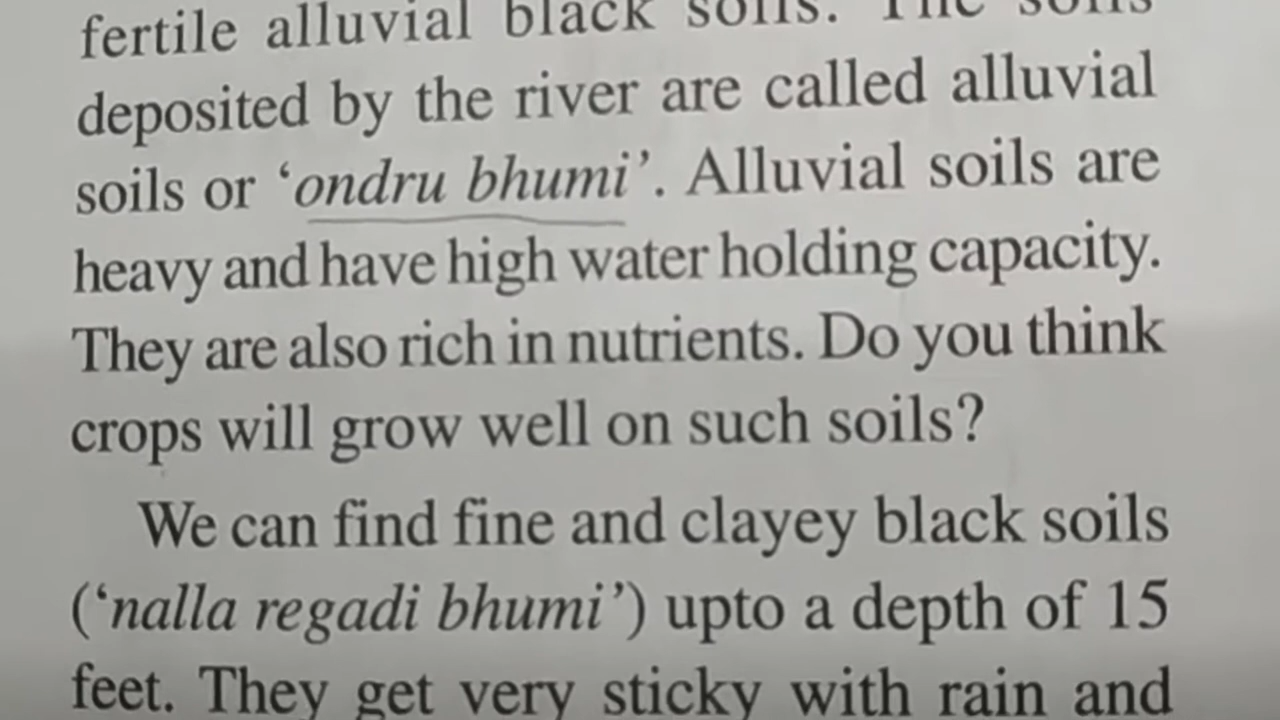 fertile alluvial black soils. The soils
deposited by the river are called alluvial
soils or ‘ondru bhumi’. Alluvial soils are
heavy and have high water holding capacity.
They are also rich in nutrients. Do you think
crops will grow well on such soils?
We can find fine and clayey black soils
(‘nalla regadi bhumi’) upto a depth of 15
feet. They get very sticky with rain and